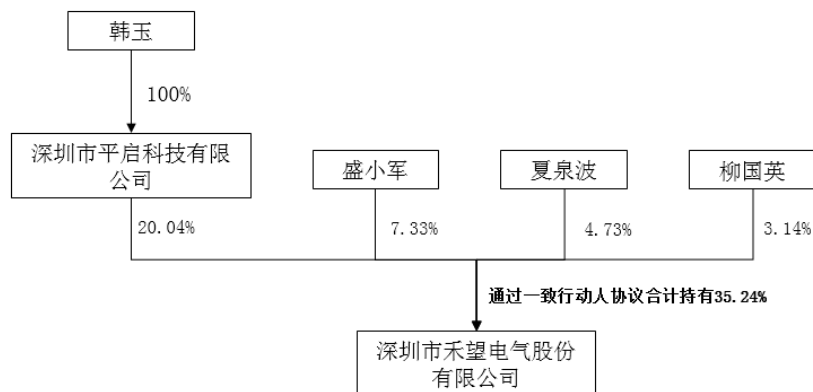 韩玉
100%
深圳市平启科技有限
公司
盛小军
夏泉波
柳国英
20.04%
7.33%
4.73%
3.14%
通过一致行动人协议合计持有35.24%
深圳市禾望电气股份
有限公司